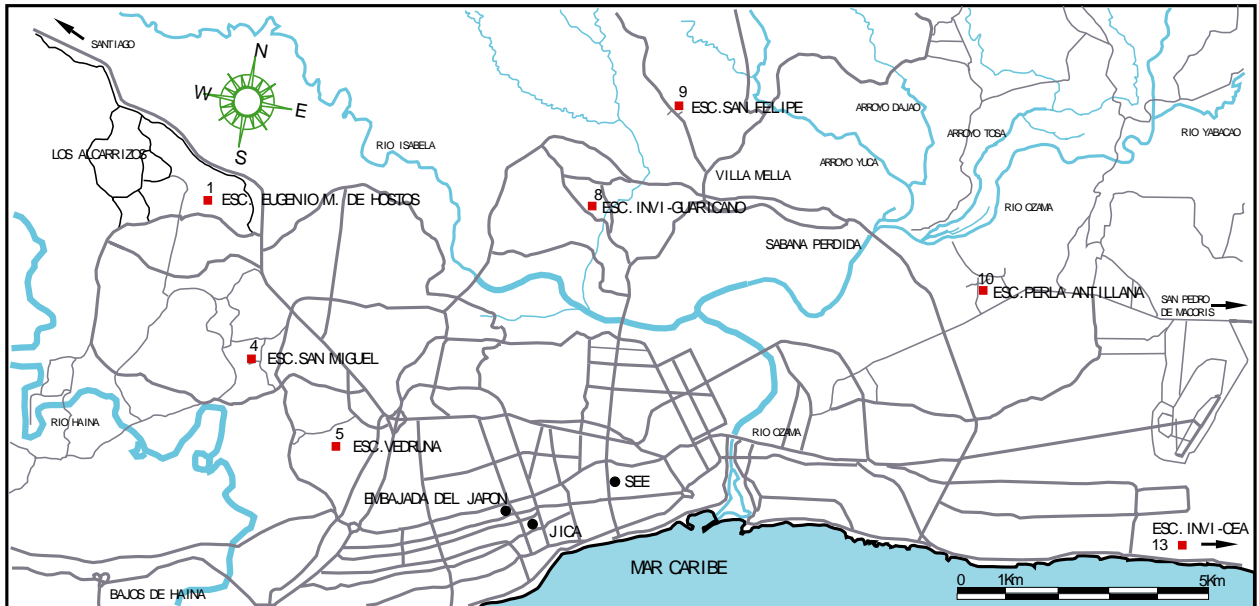 SANTIAGO
N
W
E
S
LOS ALCARRIZOS
RIO ISABELA
9
ESC. SAN FELIPE
ARROYO DAJAO
ARROYO TOSA
RIO YABACAO
ARROYO YUCA
VILLA MELLA
1
ESC. EUGENIO M. DE HOSTOS
8
ESC. INVI-GUARICANO
RIO OZAMA
SABANA PERDIDA
10
ESC. PERLA ANTILLANA
SAN PEDRO
DE MACORIS
4
ESC. SAN MIGUEL
RIO HAINA
5
ESC. VEDRUNA
RIO OZAMA
SEE
EMBAJADA DEL JAPON
JICA
ESC. INVI-CEA
13
MAR CARIBE
BAJOS DE HAINA
0 1Km 5Km